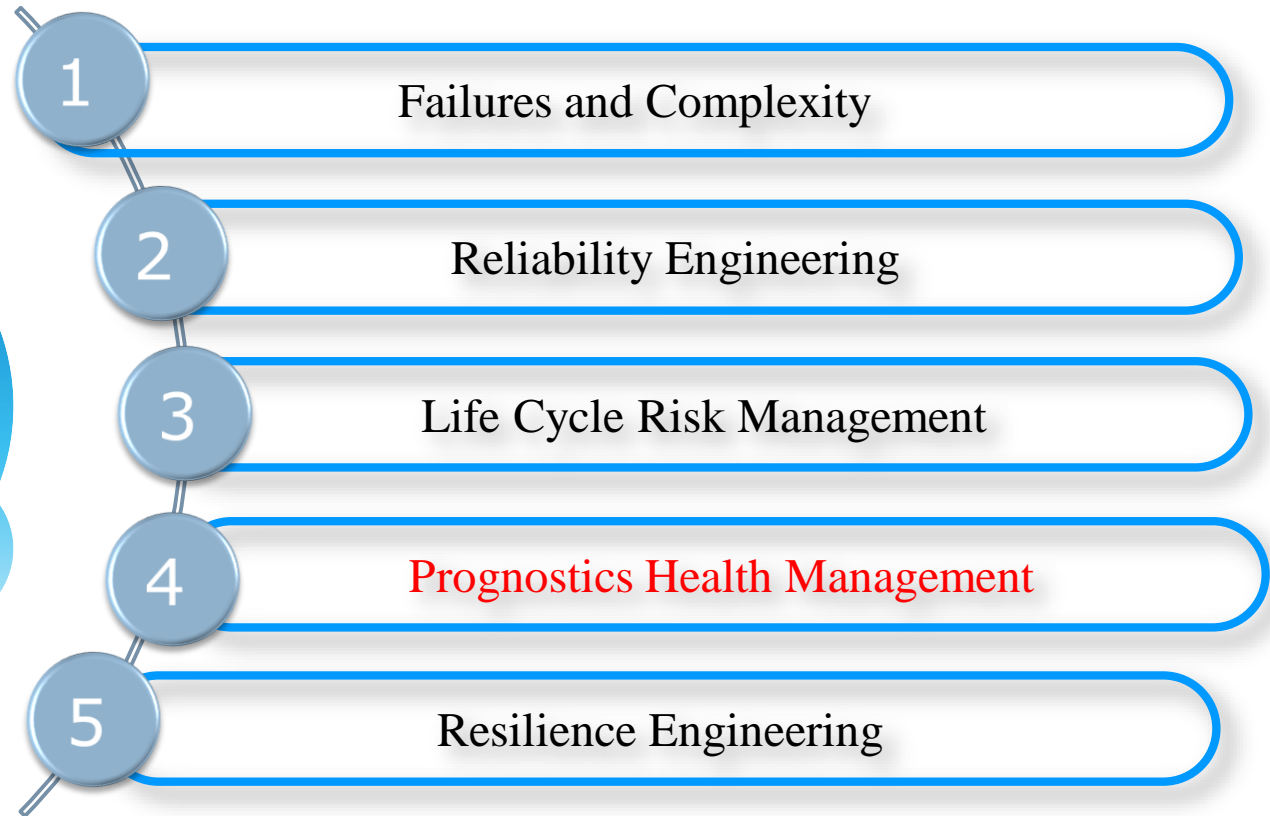 1
Failures and Complexity
2
Reliability Engineering
3
Life Cycle Risk Management
4
Prognostics Health Management
5
Resilience Engineering